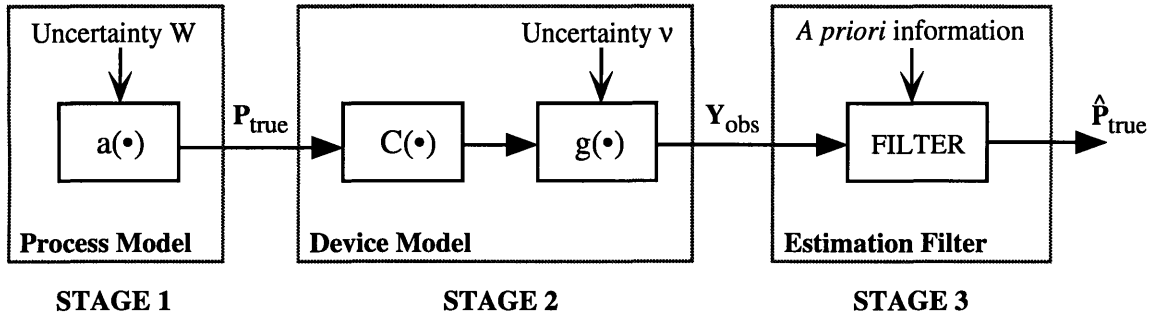 Uncertainty W
Uncertainty ν
A priori information
a(•)
P_true
C(•)
g(•)
Y_obs
FILTER
P̂_true
Process Model
Device Model
Estimation Filter
STAGE 1
STAGE 2
STAGE 3